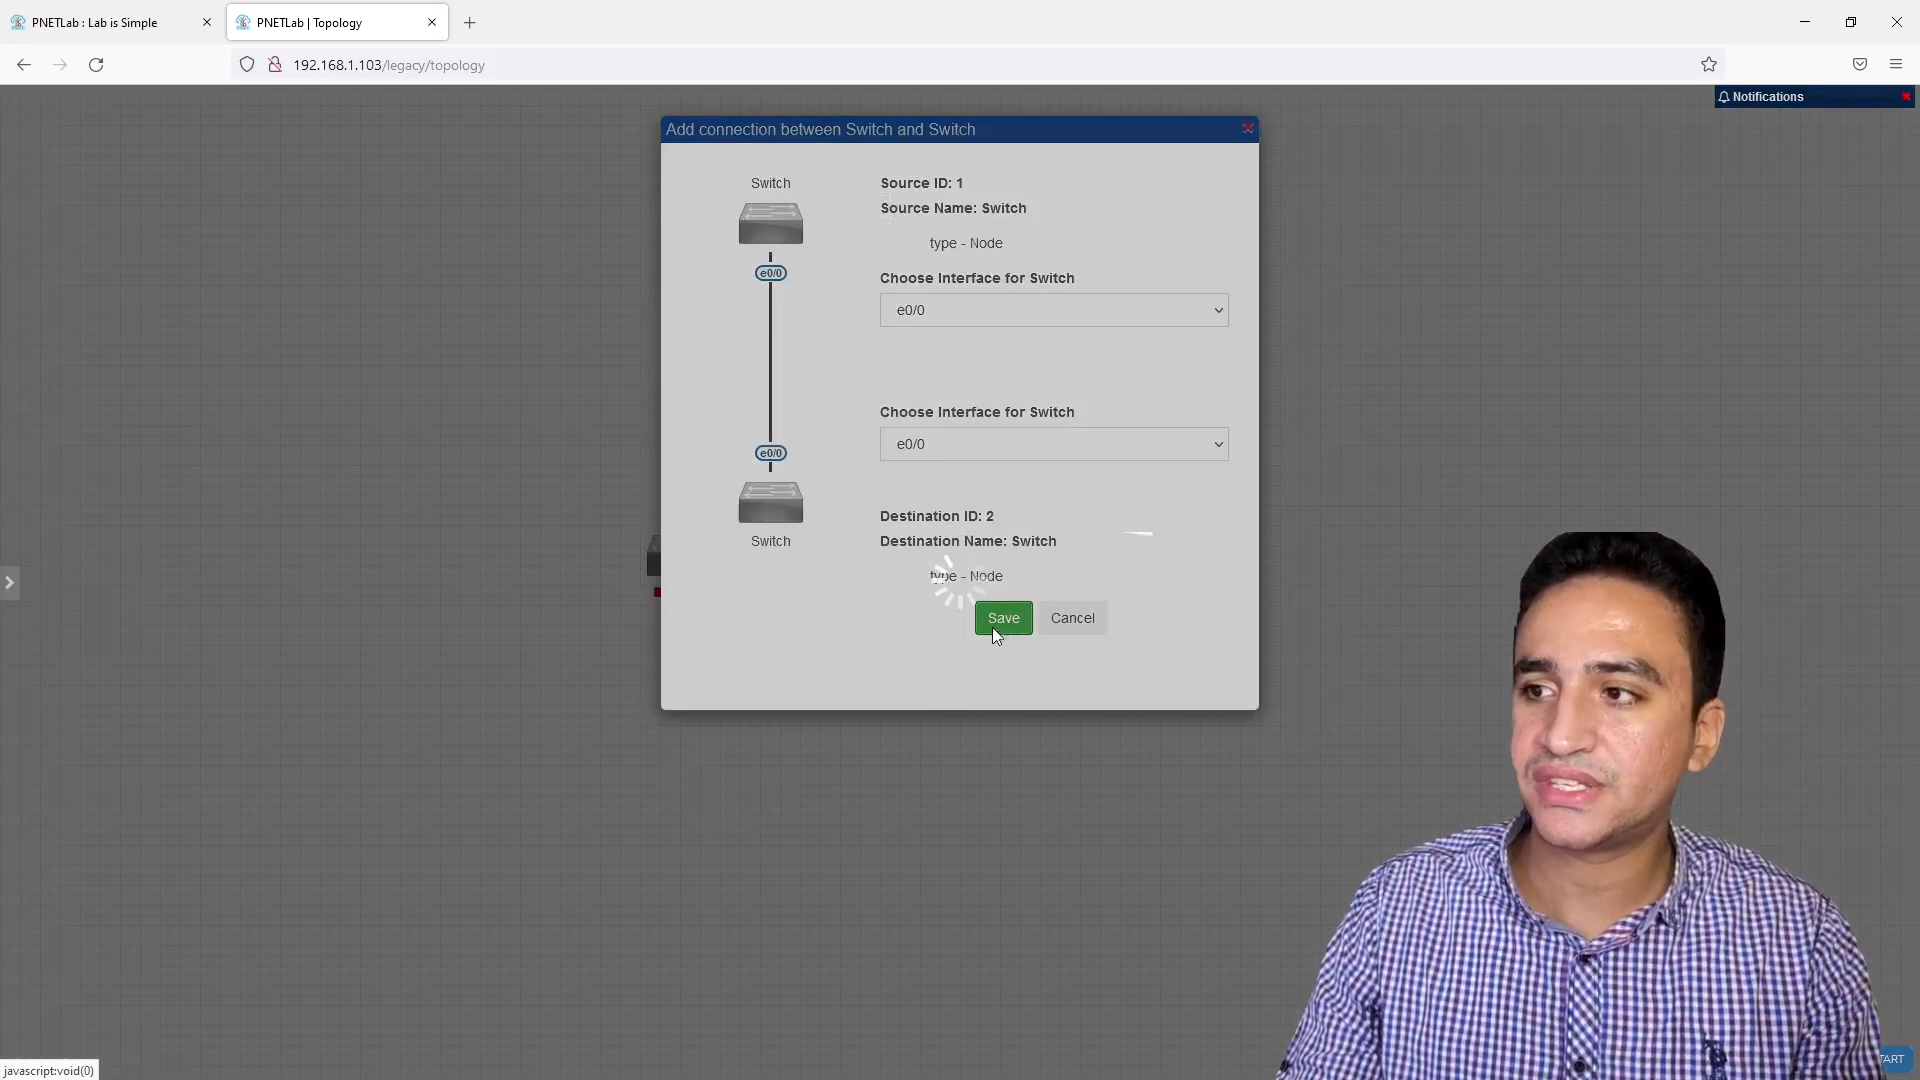 PNETLab : Lab is Simple
PNETLab | Topology
192.168.1.103/legacy/topology
Notifications
Add connection between Switch and Switch
Switch
Source ID: 1
Source Name: Switch
type - Node
e0/0
Choose Interface for Switch
e0/0
Choose Interface for Switch
e0/0
e0/0
Destination ID: 2
Switch
Destination Name: Switch
type - Node
Save
Cancel
javascript:void(0)